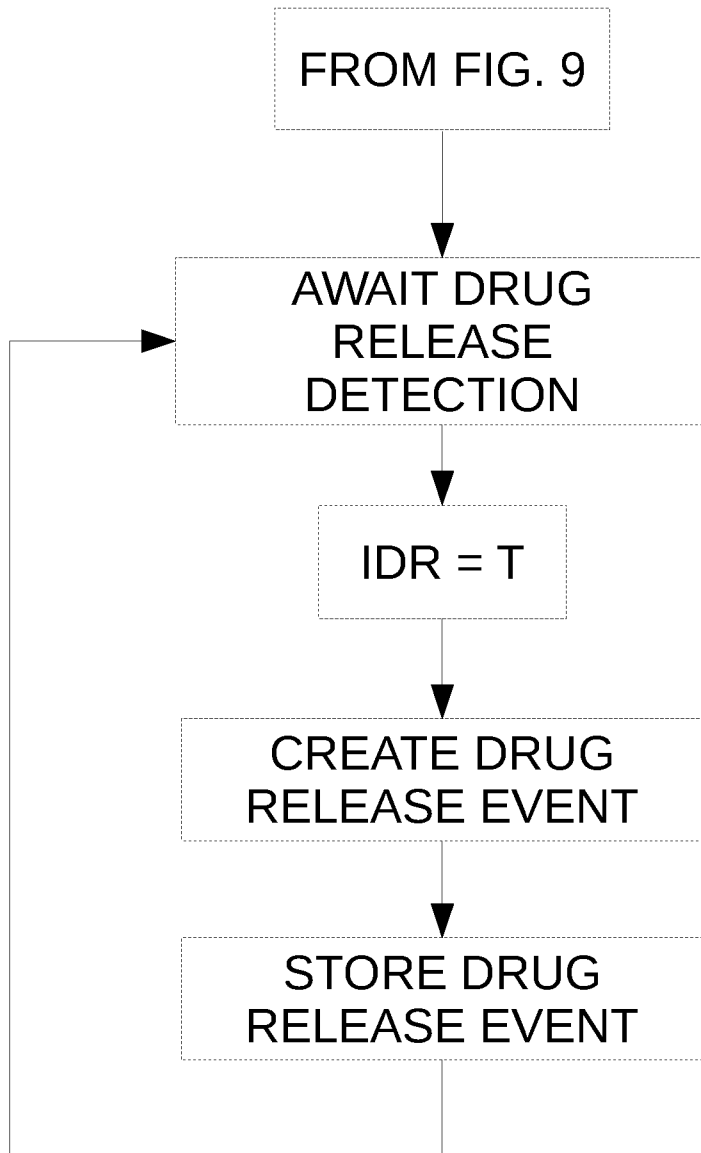 FROM FIG. 9
AWAIT DRUG
RELEASE
DETECTION
IDR = T
CREATE DRUG
RELEASE EVENT
STORE DRUG
RELEASE EVENT